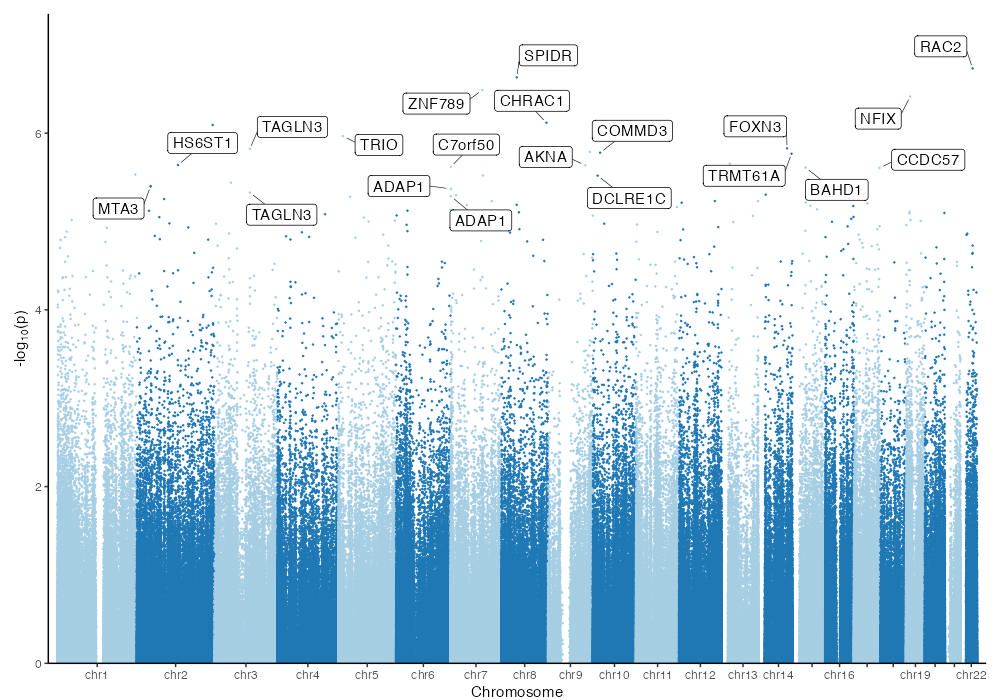 RAC2
SPIDR
ZNF789
CHRAC1
NFIX
TAGLN3
HS6ST1
TRIO
C7orf50
COMMD3
FOXN3
AKNA
CCDC57
ADAP1
TRMT61A
BAHD1
DCLRE1C
MTA3
TAGLN3
ADAP1
6
4
2
0
-log10(p)
chr1 chr2 chr3 chr4 chr5 chr6 chr7 chr8 chr9 chr10 chr11 chr12 chr13 chr14 chr16 chr19 chr22
Chromosome